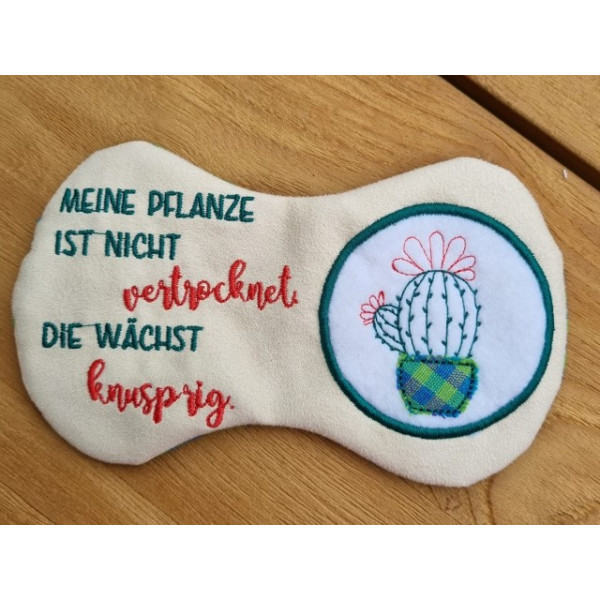 MEINE PFLANZE
IST NICHT
vertrocknet.
DIE WÄCHST
knusprig.